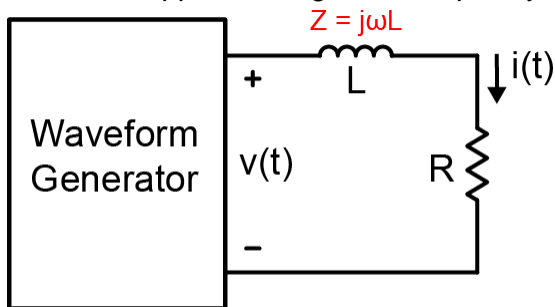 Z = jωL
+
L
i(t)
Waveform
Generator
v(t)
R
−